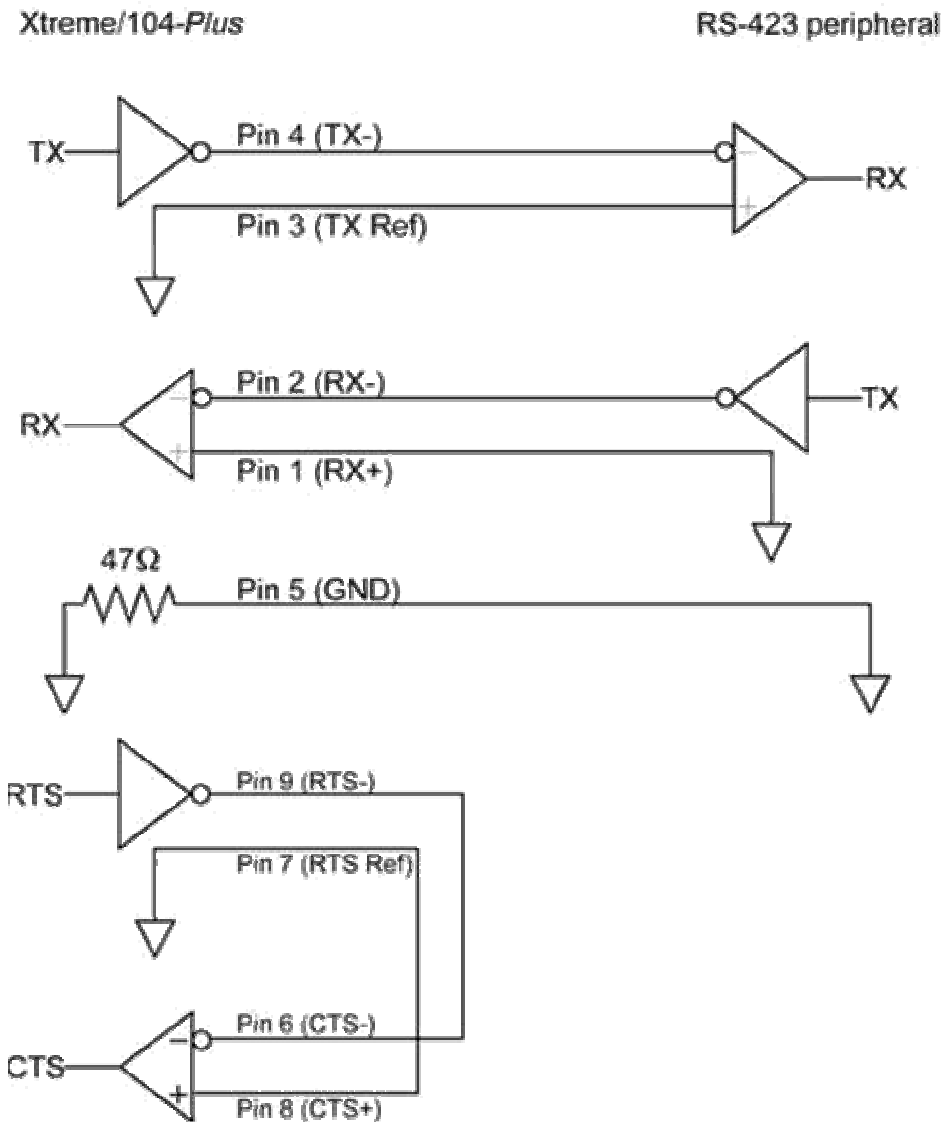 Xtreme/104-Plus RS-423 peripheral
TX Pin 4 (TX-) - RX
Pin 3 (TX Ref) +
RX - Pin 2 (RX-) TX
+ Pin 1 (RX+)
47Ω
Pin 5 (GND)
RTS Pin 9 (RTS-)
Pin 7 (RTS Ref)
CTS - Pin 6 (CTS-)
+ Pin 8 (CTS+)